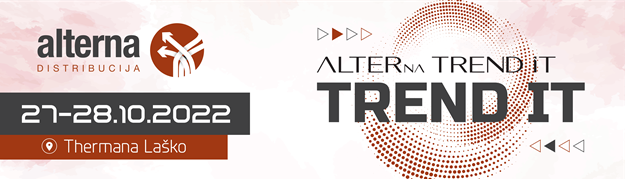 alterna
DISTRIBUCIJA
27-28.10.2022
Thermana Laško
ALTERNA TREND iT
TREND IT